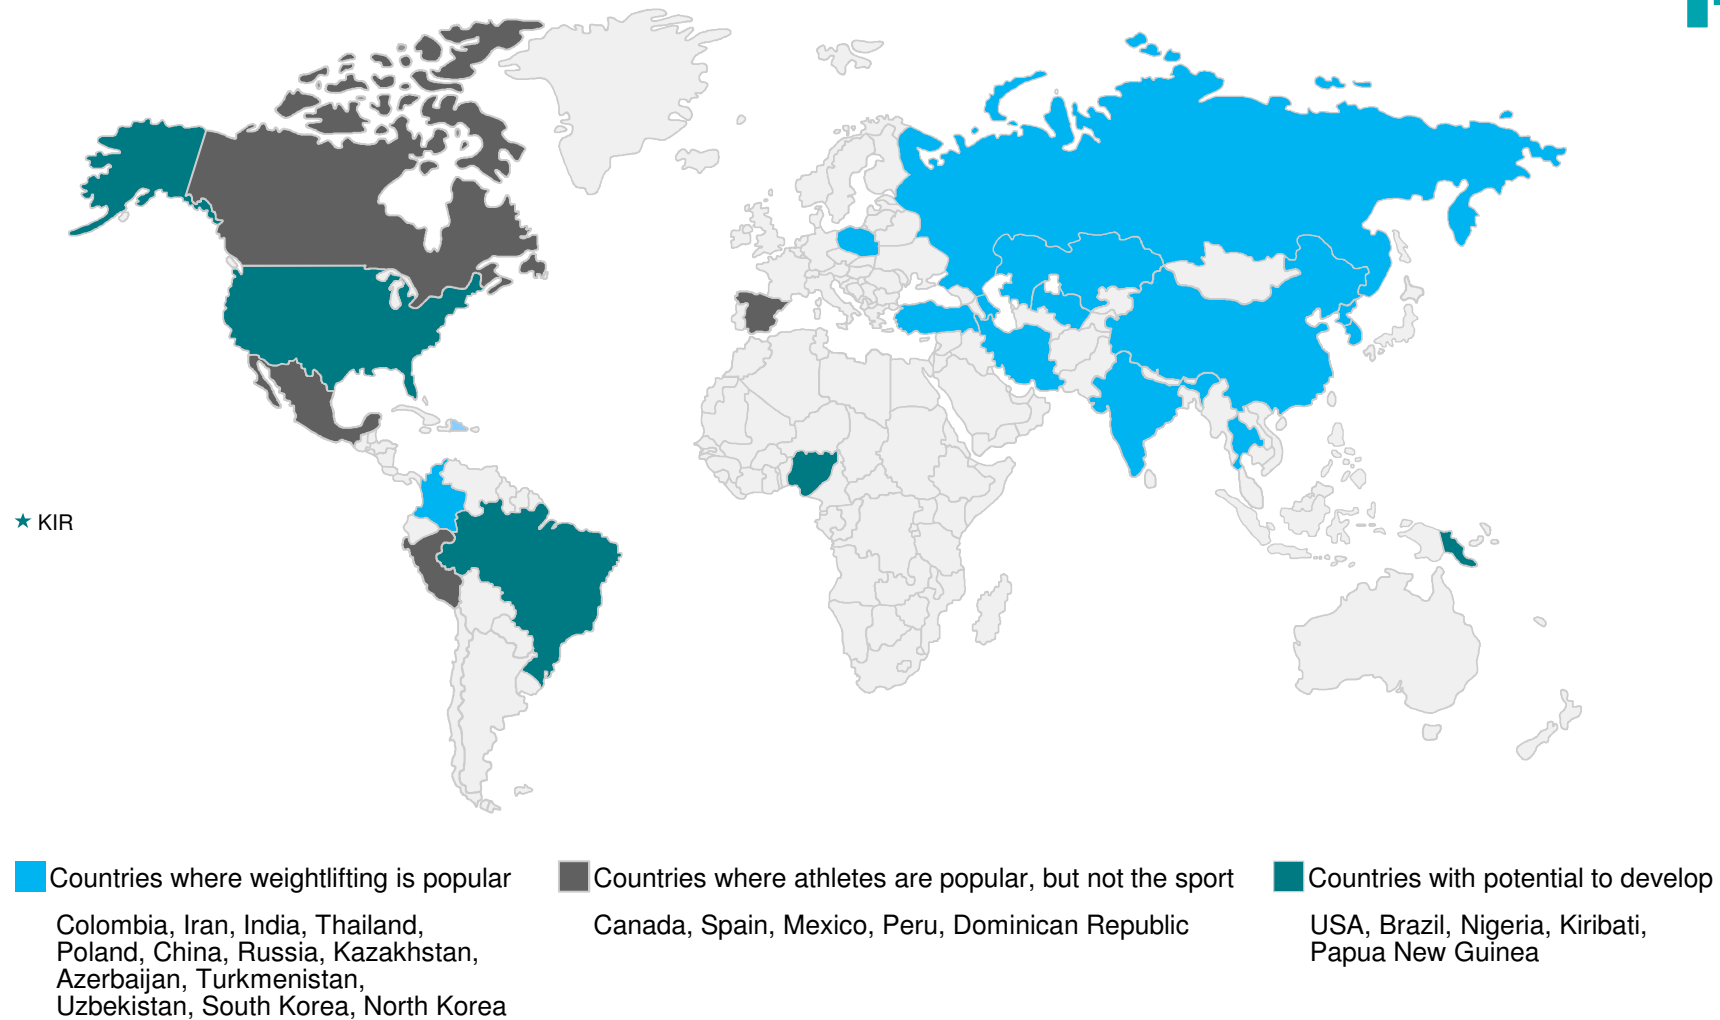 ★ KIR
Countries where weightlifting is popular
Colombia, Iran, India, Thailand,
Poland, China, Russia, Kazakhstan,
Azerbaijan, Turkmenistan,
Uzbekistan, South Korea, North Korea
Countries where athletes are popular, but not the sport
Canada, Spain, Mexico, Peru, Dominican Republic
Countries with potential to develop
USA, Brazil, Nigeria, Kiribati,
Papua New Guinea